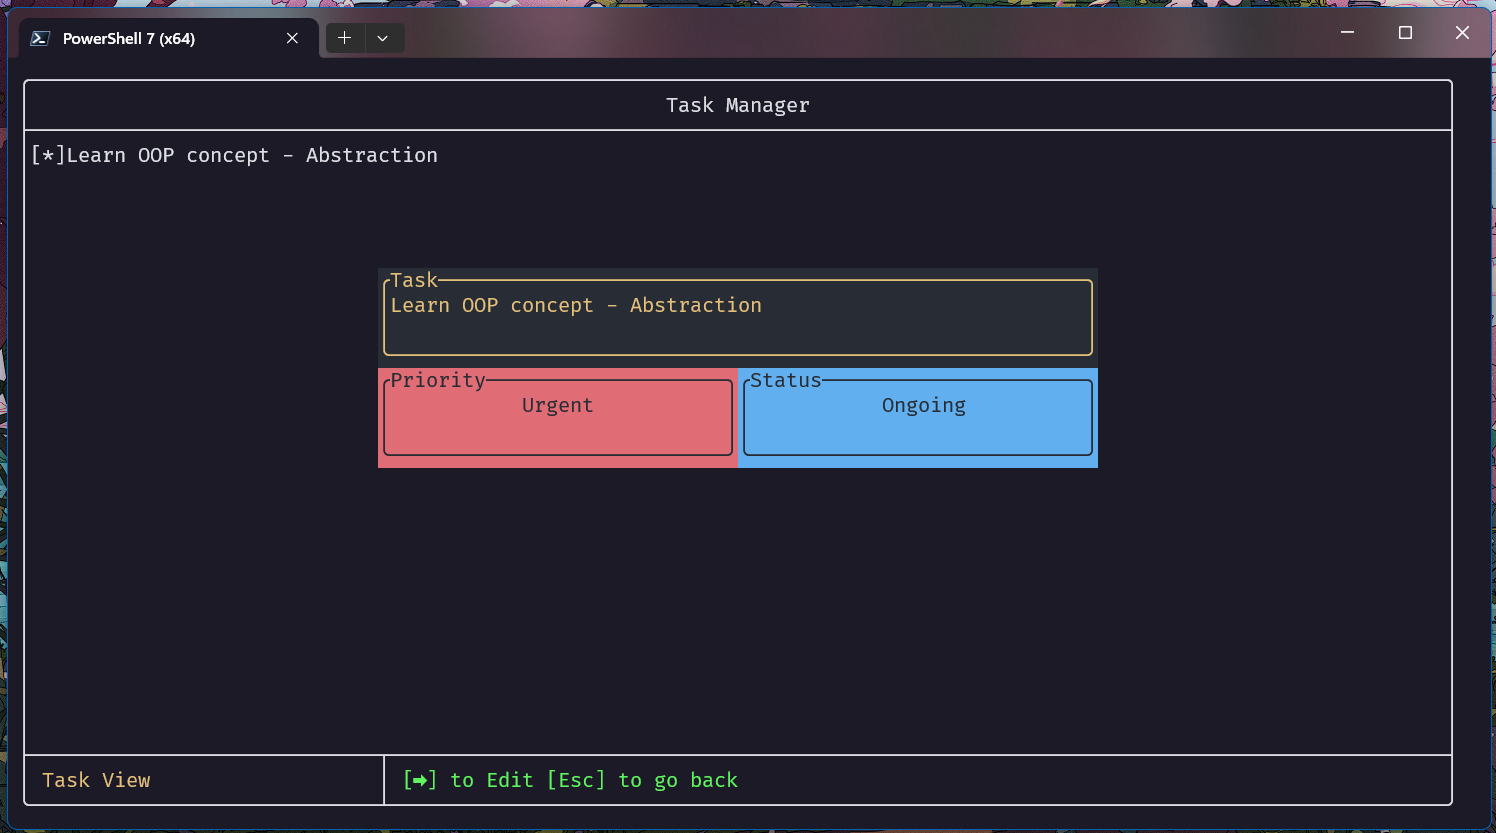 PowerShell 7 (x64)
Task Manager
[*]Learn OOP concept - Abstraction
Task
Learn OOP concept - Abstraction
Priority
Urgent
Status
Ongoing
Task View
[➡] to Edit [Esc] to go back